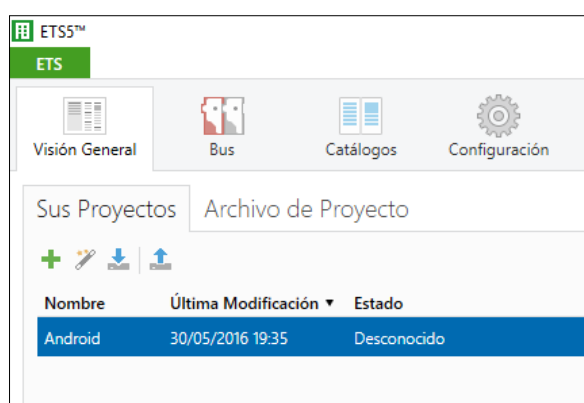 ETS5™
ETS
Visión General Bus Catálogos Configuración
Sus Proyectos Archivo de Proyecto
Nombre Última Modificación ▼ Estado
Android 30/05/2016 19:35 Desconocido